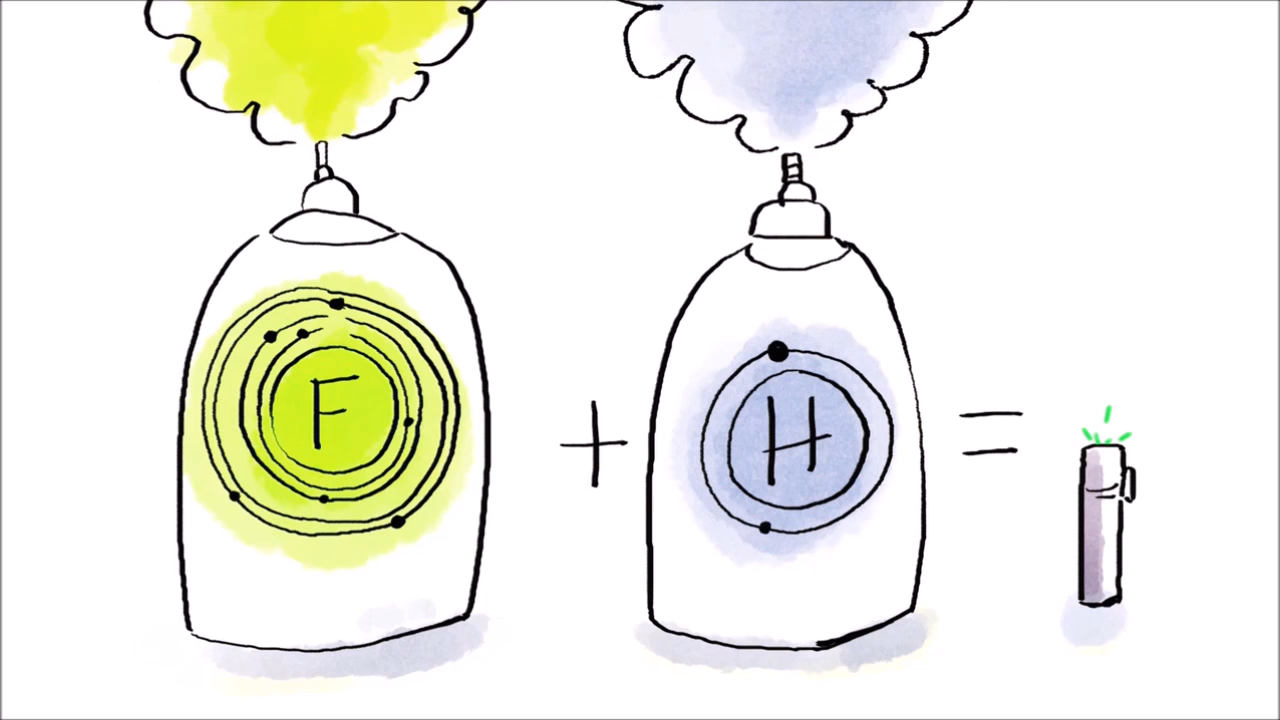 F + H =